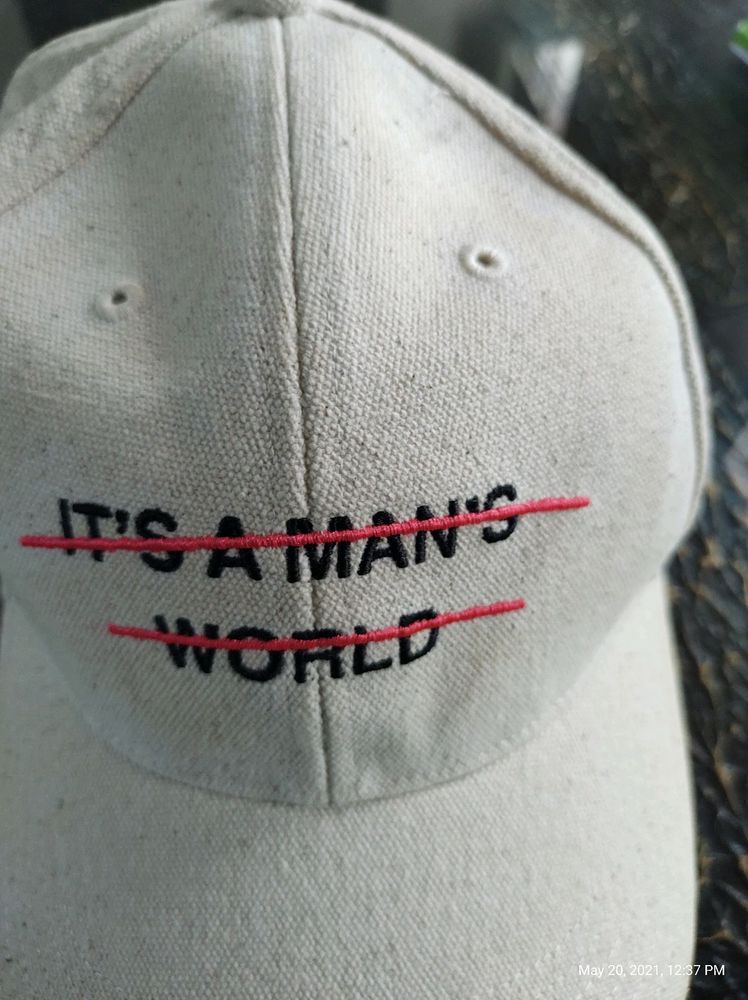 IT'S A MAN'S
WORLD
May 20, 2021, 12:37 PM